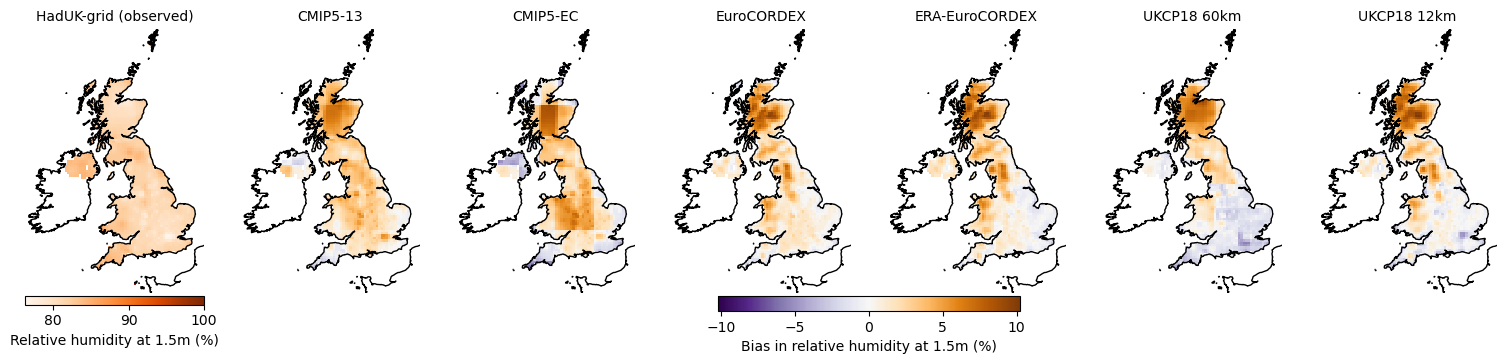 HadUK-grid (observed)
CMIP5-13
CMIP5-EC
EuroCORDEX
ERA-EuroCORDEX
UKCP18 60km
UKCP18 12km
80 90 100
Relative humidity at 1.5m (%)
−10 −5 0 5 10
Bias in relative humidity at 1.5m (%)